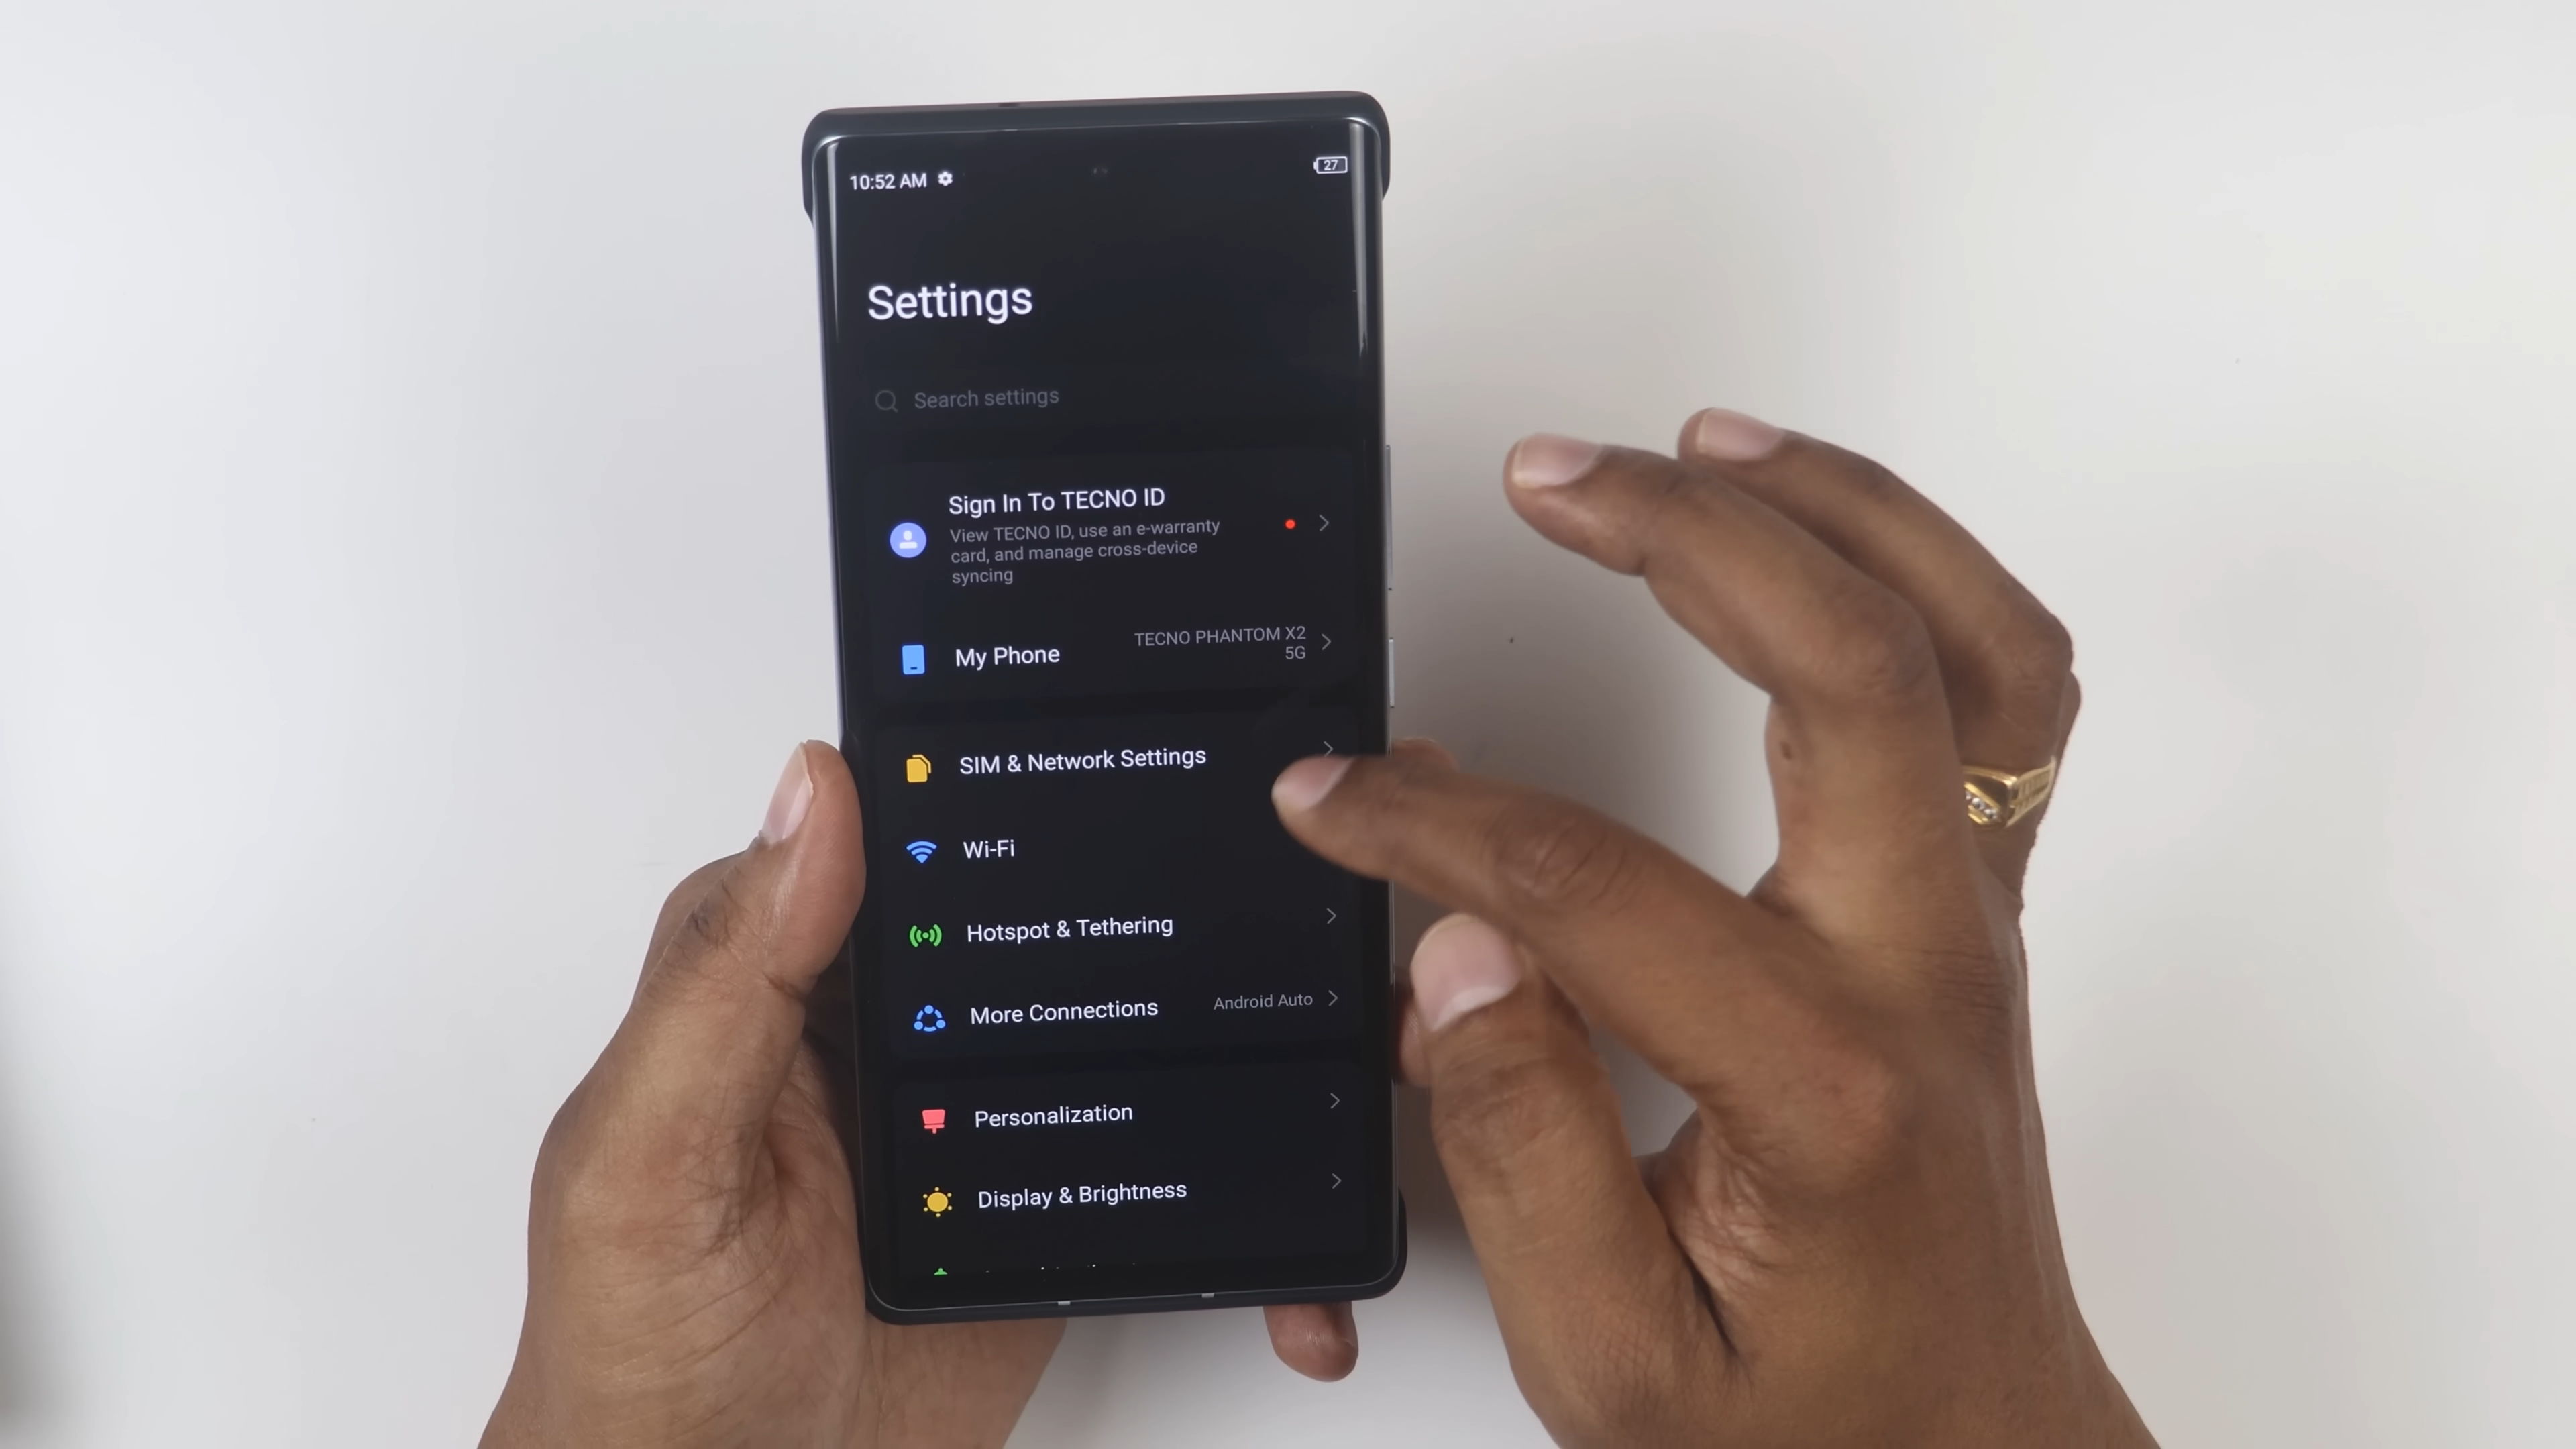 10:52 AM
27
Settings
Search settings
Sign In To TECNO ID
View TECNO ID, use an e-warranty
card, and manage cross-device
syncing
My Phone
TECNO PHANTOM X2
5G
SIM & Network Settings
Wi-Fi
Hotspot & Tethering
More Connections
Android Auto
Personalization
Display & Brightness